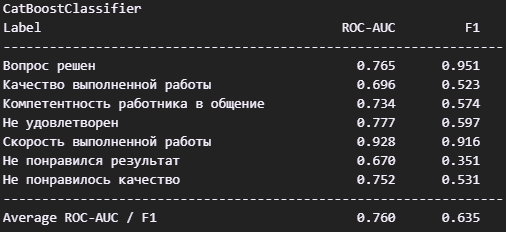 CatBoostClassifier
Label ROC-AUC F1
Вопрос решен 0.765 0.951
Качество выполненной работы 0.696 0.523
Компетентность работника в общение 0.734 0.574
Не удовлетворен 0.777 0.597
Скорость выполненной работы 0.928 0.916
Не понравился результат 0.670 0.351
Не понравилось качество 0.752 0.531
Average ROC-AUC / F1 0.760 0.635